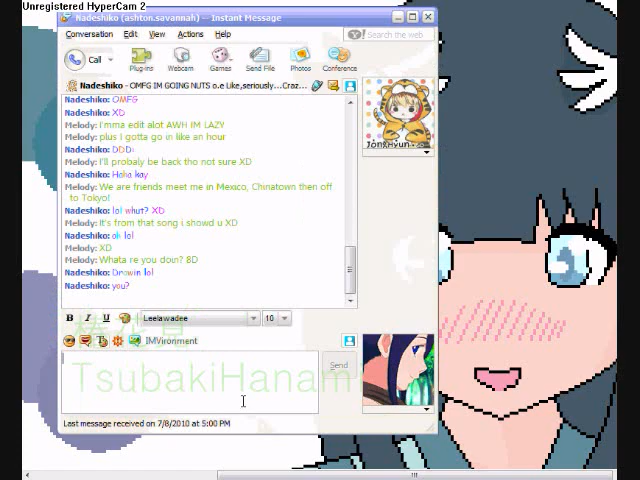 Unregistered HyperCam 2
Nadeshiko (ashton.savannah) -- Instant Message
Conversation Edit View Actions Help
Search the web
Call
Plug-ins Webcam Games Send File Photos Conference
Nadeshiko - OMFG IM GOING NUTS o.e Like,seriously...Craz...
Nadeshiko: OMFG
Nadeshiko: XD
Melody: I'mma edit alot AWH IM LAZY
Melody: plus I gotta go in like an hour
Nadeshiko: DDD:
Melody: I'll probaly be back tho not sure XD
Nadeshiko: Haha kay
Melody: We are friends meet me in Mexico, Chinatown then off
to Tokyo!
Nadeshiko: lol whut? XD
Melody: It's from that song i showd u XD
Nadeshiko: oh lol
Melody: XD
Melody: Whata re you doin? 8D
Nadeshiko: Drawin lol
Nadeshiko: you?
JongHyun
B I U Leelawadee 10
IMVironment
Send
TsubakiHanami
Last message received on 7/8/2010 at 5:00 PM